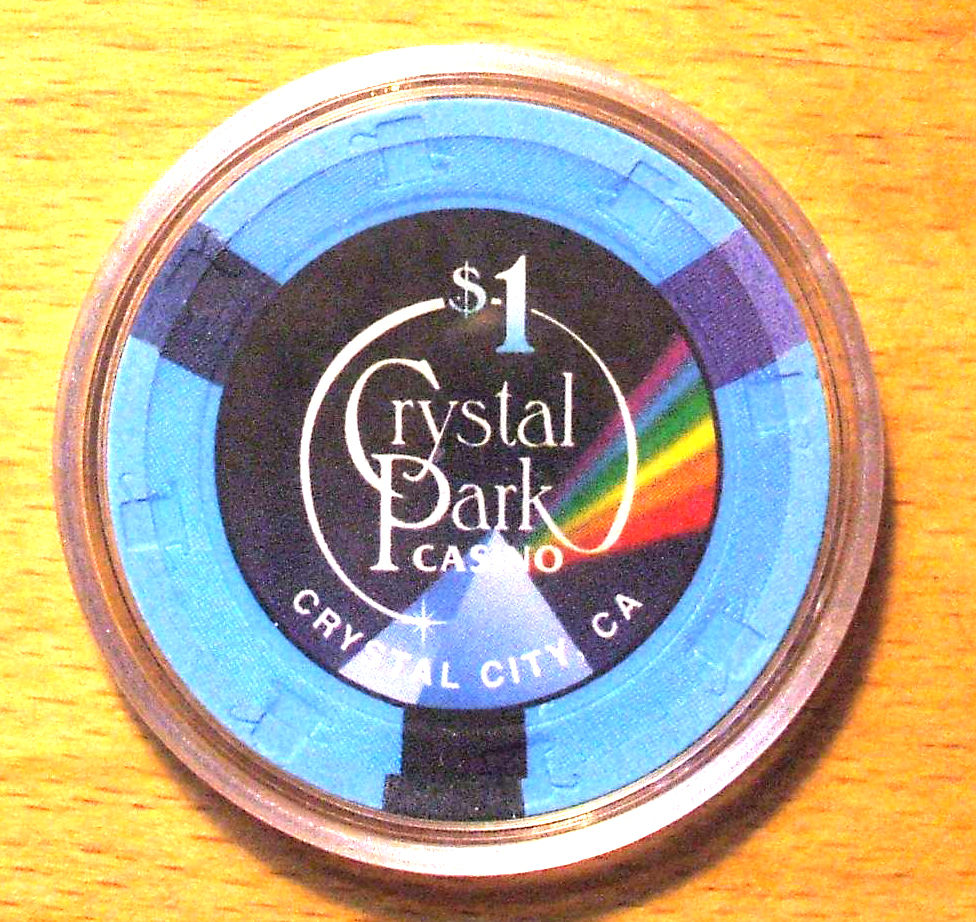 $1
Crystal
Park
CASINO
CRYSTAL CITY, CA